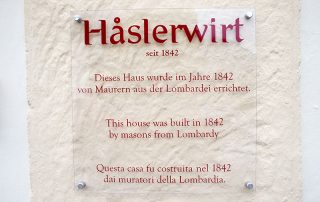 Håslerwirt
seit 1842
Dieses Haus wurde im Jahre 1842
von Maurern aus der Lombardei errichtet.
This house was built in 1842
by masons from Lombardy
Questa casa fu costruita nel 1842
dai muratori della Lombardia.